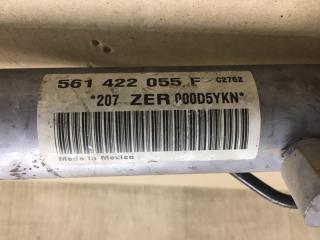 561 422 055 F C2762
*207 ZER 000D5YKN*
Made in Mexico